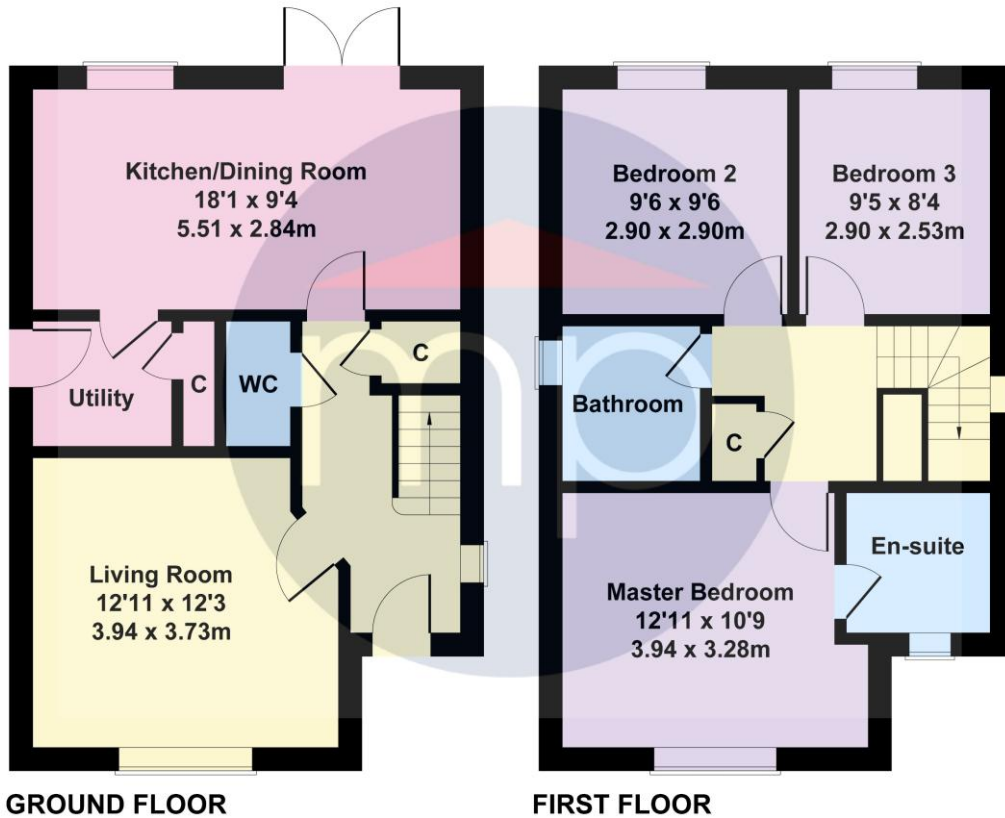 Kitchen/Dining Room
18'1 x 9'4
5.51 x 2.84m
Utility
C
WC
C
Living Room
12'11 x 12'3
3.94 x 3.73m
GROUND FLOOR
Bedroom 2
9'6 x 9'6
2.90 x 2.90m
Bedroom 3
9'5 x 8'4
2.90 x 2.53m
Bathroom
C
En-suite
Master Bedroom
12'11 x 10'9
3.94 x 3.28m
FIRST FLOOR
mp